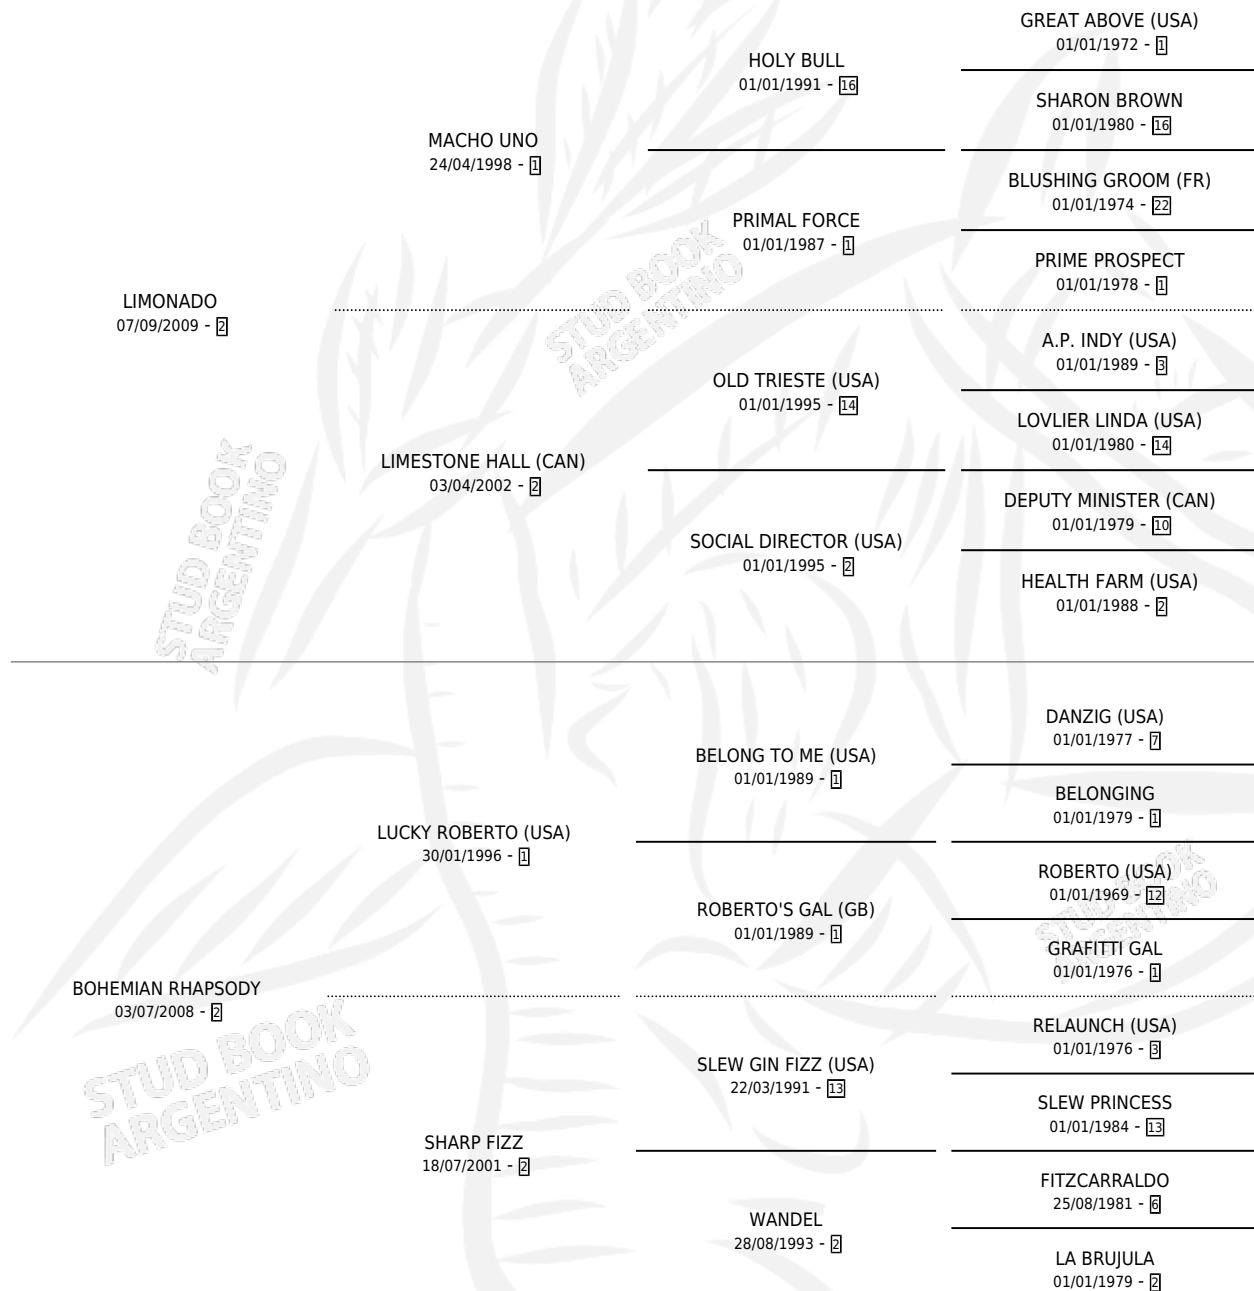 GREAT ABOVE (USA)
01/01/1972 - 1
HOLY BULL
01/01/1991 - 16
SHARON BROWN
01/01/1980 - 16
MACHO UNO
24/04/1998 - 1
BLUSHING GROOM (FR)
01/01/1974 - 22
PRIMAL FORCE
01/01/1987 - 1
PRIME PROSPECT
01/01/1978 - 1
LIMONADO
07/09/2009 - 2
A.P. INDY (USA)
01/01/1989 - 3
OLD TRIESTE (USA)
01/01/1995 - 14
LOVLIER LINDA (USA)
01/01/1980 - 14
LIMESTONE HALL (CAN)
03/04/2002 - 2
DEPUTY MINISTER (CAN)
01/01/1979 - 10
SOCIAL DIRECTOR (USA)
01/01/1995 - 2
HEALTH FARM (USA)
01/01/1988 - 2
DANZIG (USA)
01/01/1977 - 7
BELONG TO ME (USA)
01/01/1989 - 1
BELONGING
01/01/1979 - 1
LUCKY ROBERTO (USA)
30/01/1996 - 1
ROBERTO (USA)
01/01/1969 - 12
ROBERTO'S GAL (GB)
01/01/1989 - 1
GRAFITTI GAL
01/01/1976 - 1
BOHEMIAN RHAPSODY
03/07/2008 - 2
RELAUNCH (USA)
01/01/1976 - 3
SLEW GIN FIZZ (USA)
22/03/1991 - 13
SLEW PRINCESS
01/01/1984 - 13
SHARP FIZZ
18/07/2001 - 2
FITZCARRALDO
25/08/1981 - 6
WANDEL
28/08/1993 - 2
LA BRUJULA
01/01/1979 - 2
STUD BOOK
ARGENTINO
STUD BOOK
ARGENTINO
STUD BOOK
ARGENTINO
STUD BOOK
ARGENTINO